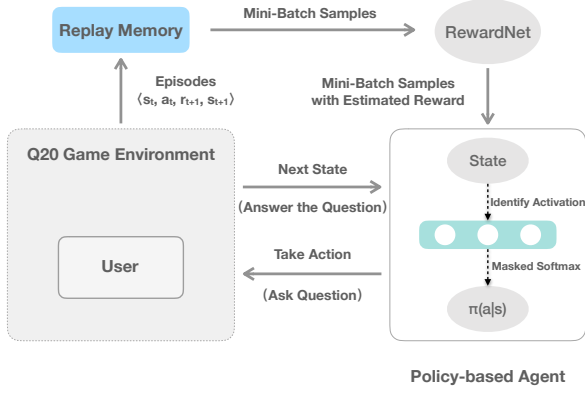 Mini-Batch Samples
Replay Memory
RewardNet
Episodes
⟨st, at, rt+1, st+1⟩
Mini-Batch Samples
with Estimated Reward
Q20 Game Environment
Next State
(Answer the Question)
State
Identify Activation
User
Take Action
(Ask Question)
Masked Softmax
π(a|s)
Policy-based Agent